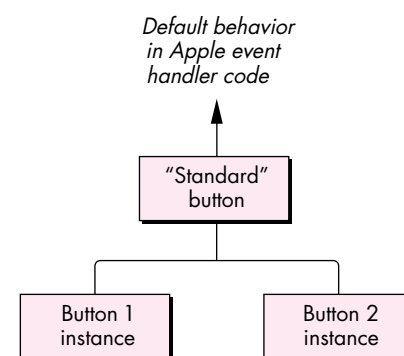 Default behavior
in Apple event
handler code
“Standard”
button
Button 1
instance
Button 2
instance